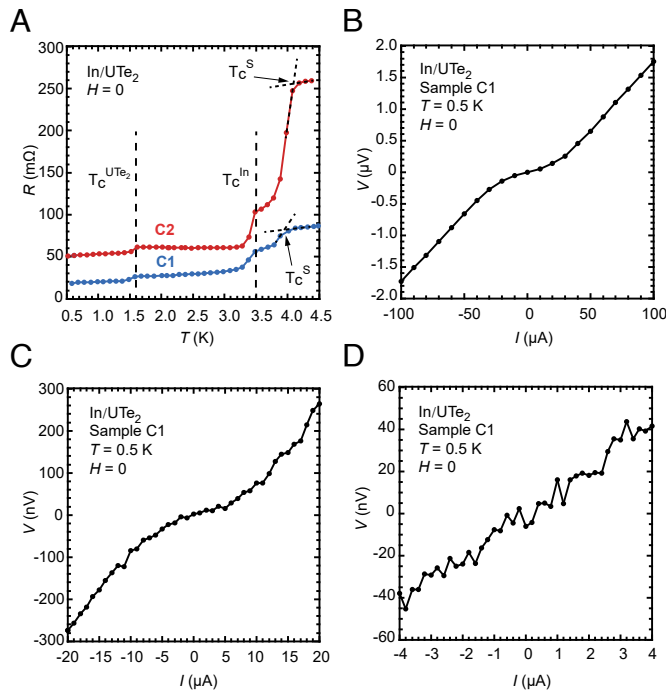 A
In/UTe₂
H = 0
Tcˢ
Tc^UTe₂
Tc^In
C2
C1
Tcˢ
R (mΩ)
300
250
200
150
100
50
0
0.5 1.0 1.5 2.0 2.5 3.0 3.5 4.0 4.5
T (K)
B
In/UTe₂
Sample C1
T = 0.5 K
H = 0
V (μV)
2.0
1.5
1.0
0.5
0
-0.5
-1.0
-1.5
-2.0
-100 -50 0 50 100
I (μA)
C
In/UTe₂
Sample C1
T = 0.5 K
H = 0
V (nV)
300
200
100
0
-100
-200
-300
-20 -15 -10 -5 0 5 10 15 20
I (μA)
D
In/UTe₂
Sample C1
T = 0.5 K
H = 0
V (nV)
60
40
20
0
-20
-40
-60
-4 -3 -2 -1 0 1 2 3 4
I (μA)